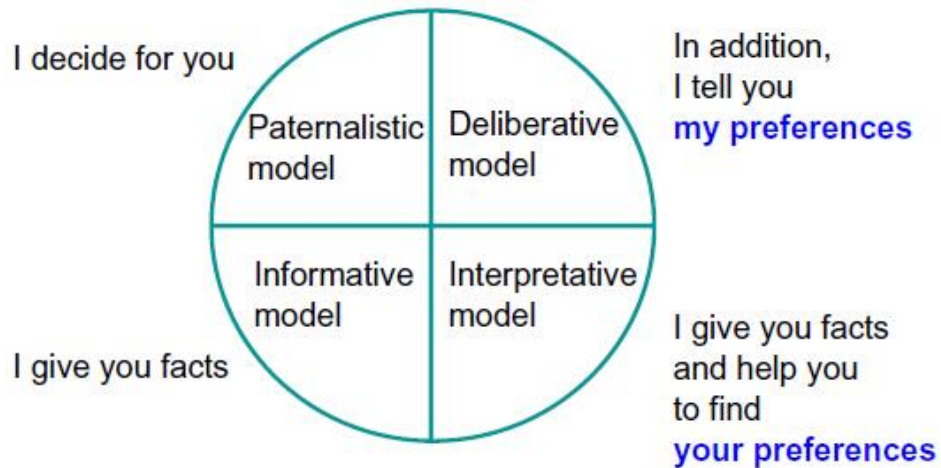 I decide for you
Paternalistic
model
Deliberative
model
In addition,
I tell you
my preferences
I give you facts
Informative
model
Interpretative
model
I give you facts
and help you
to find
your preferences